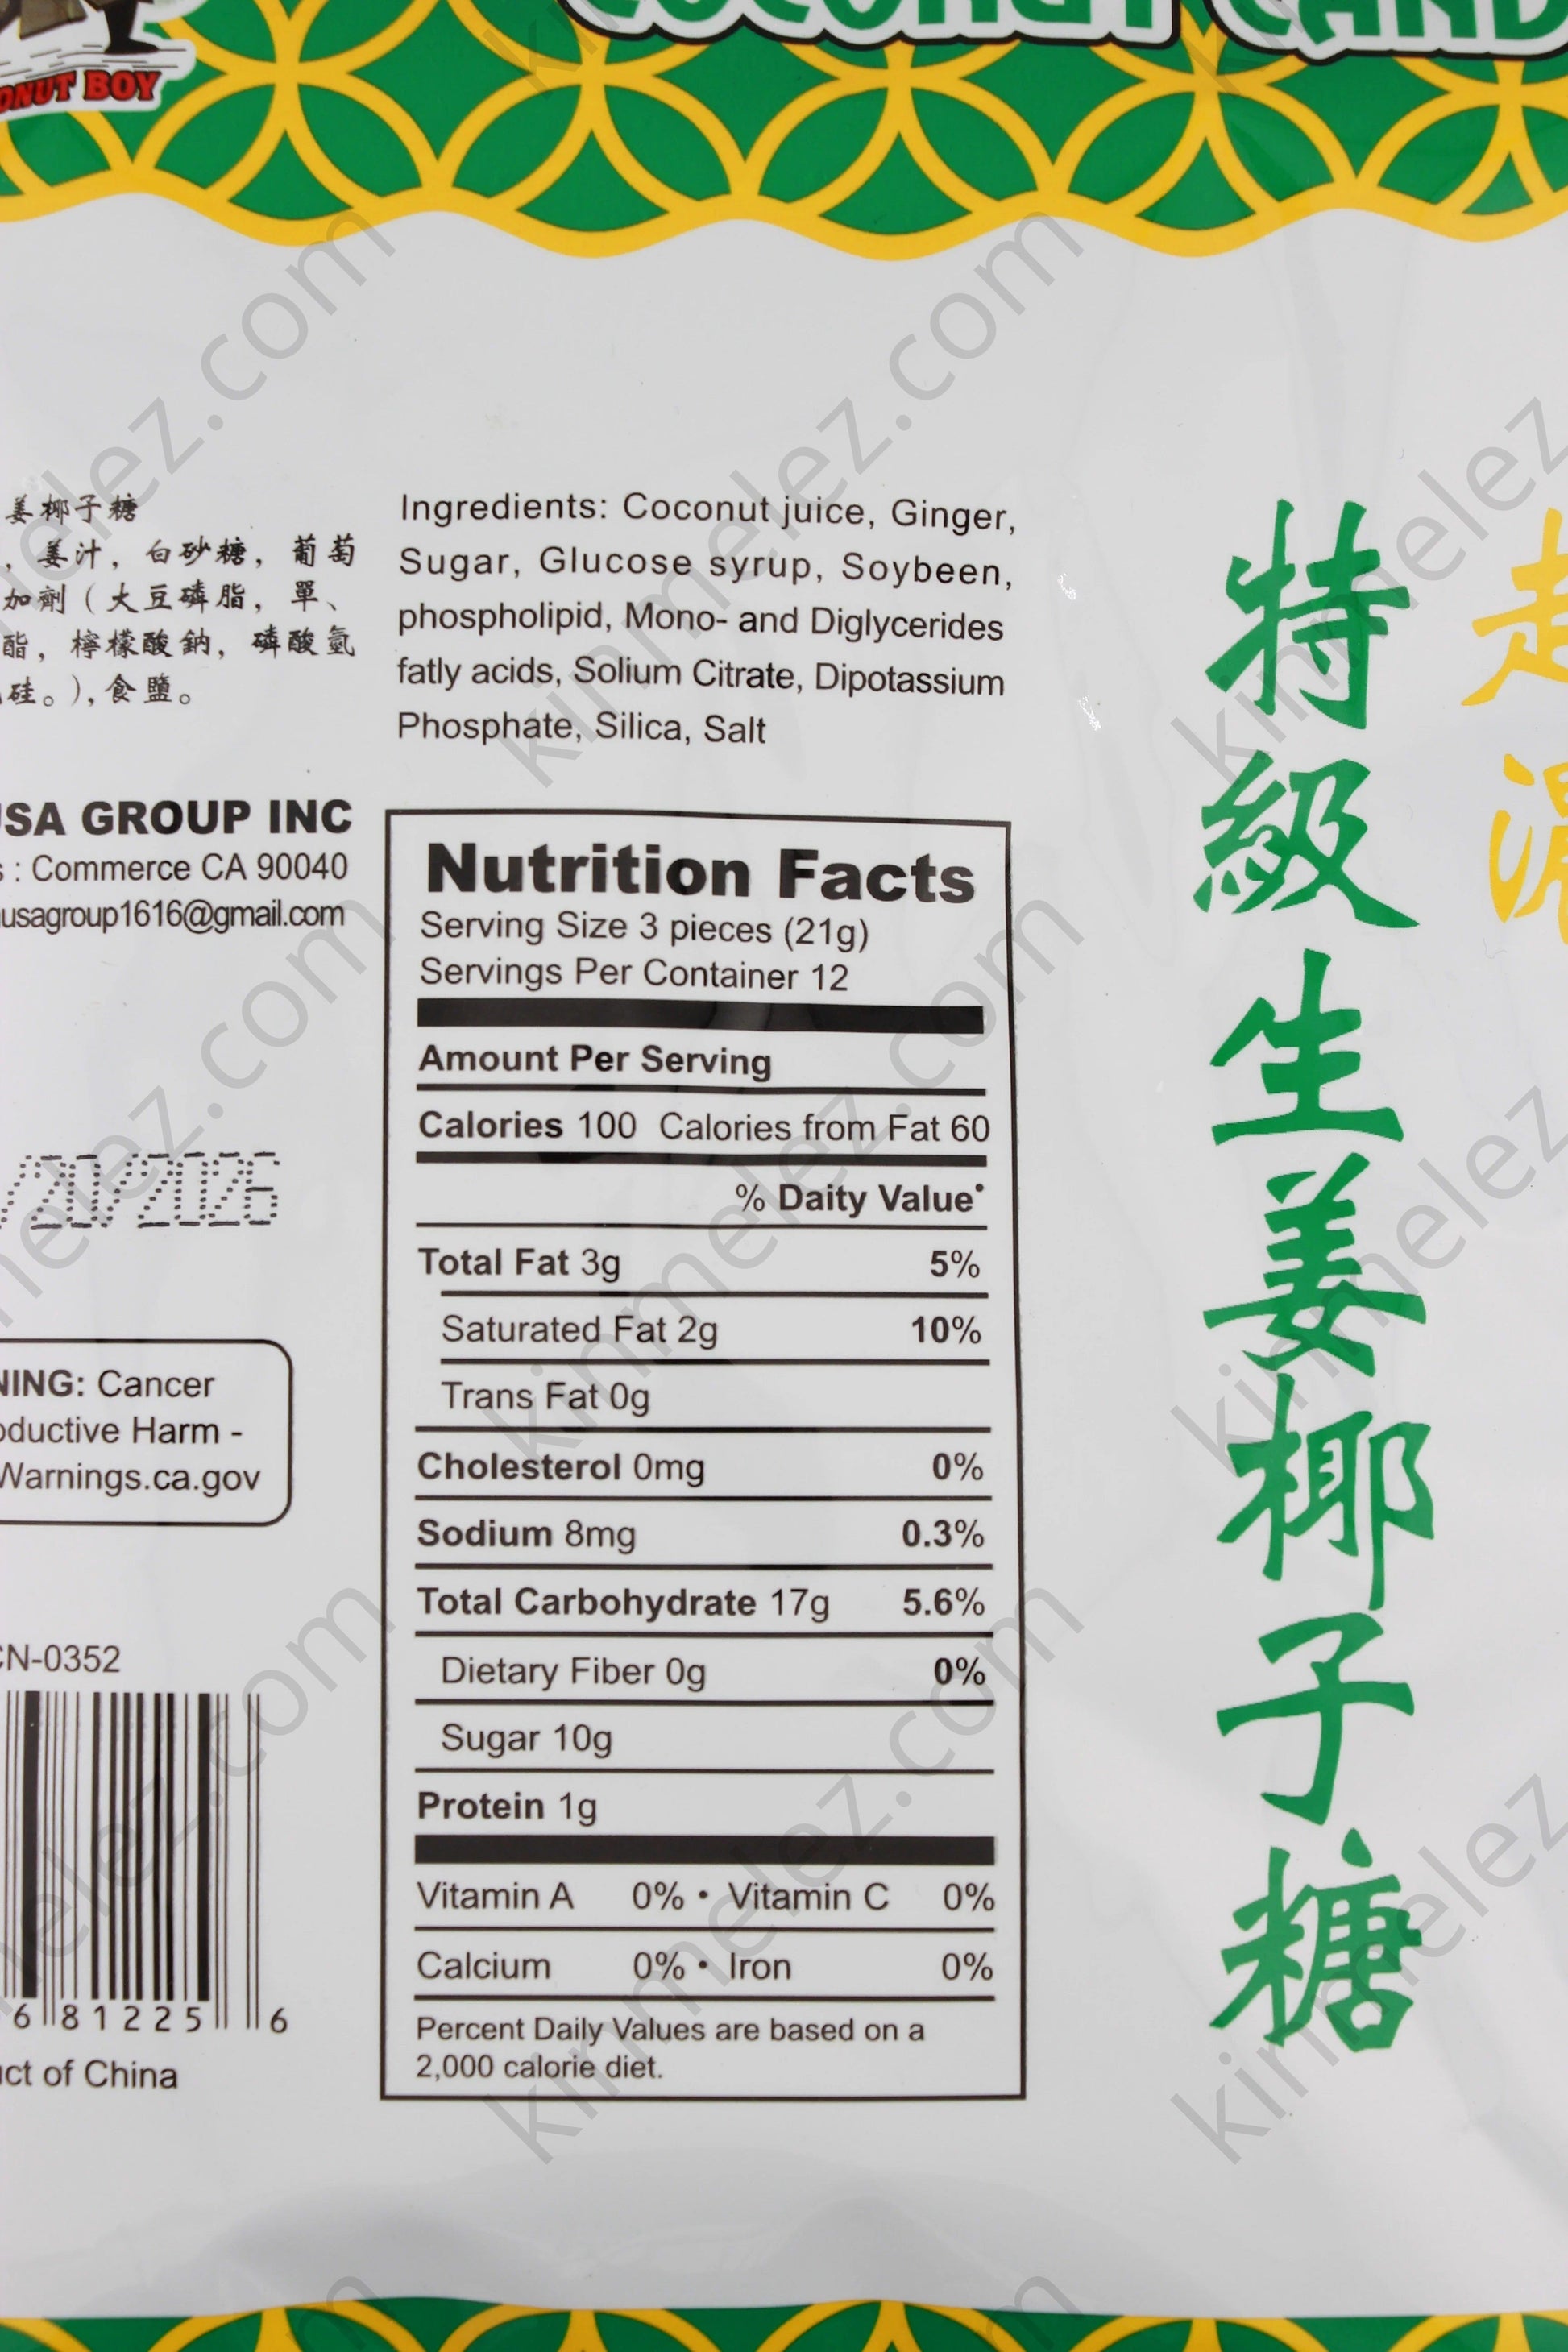 COCONUT CAND
ONUT BOY
姜椰子糖
，姜汁，白砂糖，葡萄
加劑（大豆磷脂，單、
酯，檸檬酸鈉，磷酸氫
硅。），食鹽。
USA GROUP INC
s : Commerce CA 90040
usagroup1616@gmail.com
/20/2026
NING: Cancer
oductive Harm -
Warnings.ca.gov
CN-0352
6 81225 6
uct of China
Ingredients: Coconut juice, Ginger,
Sugar, Glucose syrup, Soybeen,
phospholipid, Mono- and Diglycerides
fatly acids, Solium Citrate, Dipotassium
Phosphate, Silica, Salt
Nutrition Facts
Serving Size 3 pieces (21g)
Servings Per Container 12
Amount Per Serving
Calories 100 Calories from Fat 60
% Daity Value*
Total Fat 3g 5%
Saturated Fat 2g 10%
Trans Fat 0g
Cholesterol 0mg 0%
Sodium 8mg 0.3%
Total Carbohydrate 17g 5.6%
Dietary Fiber 0g 0%
Sugar 10g
Protein 1g
Vitamin A 0% • Vitamin C 0%
Calcium 0% • Iron 0%
Percent Daily Values are based on a
2,000 calorie diet.
特級生姜椰子糖
kinmelez.com